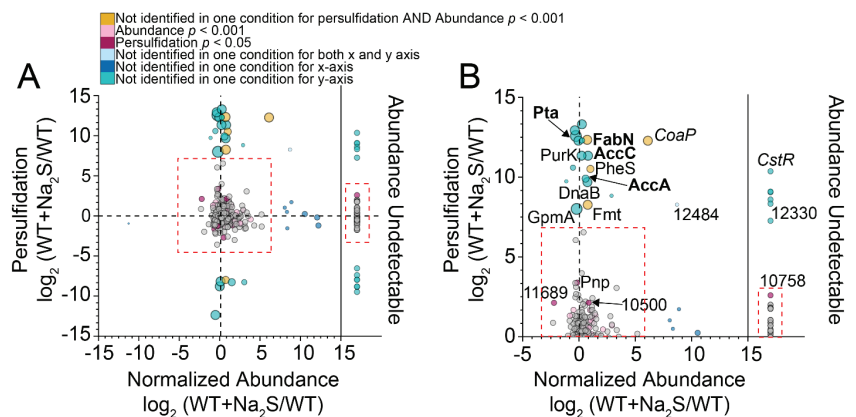 Not identified in one condition for persulfidation AND Abundance p < 0.001
Abundance p < 0.001
Persulfidation p < 0.05
Not identified in one condition for both x and y axis
Not identified in one condition for x-axis
Not identified in one condition for y-axis
A
Persulfidation
log2 (WT+Na2S/WT)
15
10
5
0
-5
-10
-15
-15
-10
-5
0
5
10
15
Normalized Abundance
log2 (WT+Na2S/WT)
Abundance Undetectable
B
Persulfidation
log2 (WT+Na2S/WT)
15
10
5
0
-5
0
5
10
15
Pta
FabN
CoaP
PurK
AccC
PheS
CstR
AccA
DnaB
GpmA
Fmt
12484
12330
Pnp
10758
11689
10500
Normalized Abundance
log2 (WT+Na2S/WT)
Abundance Undetectable